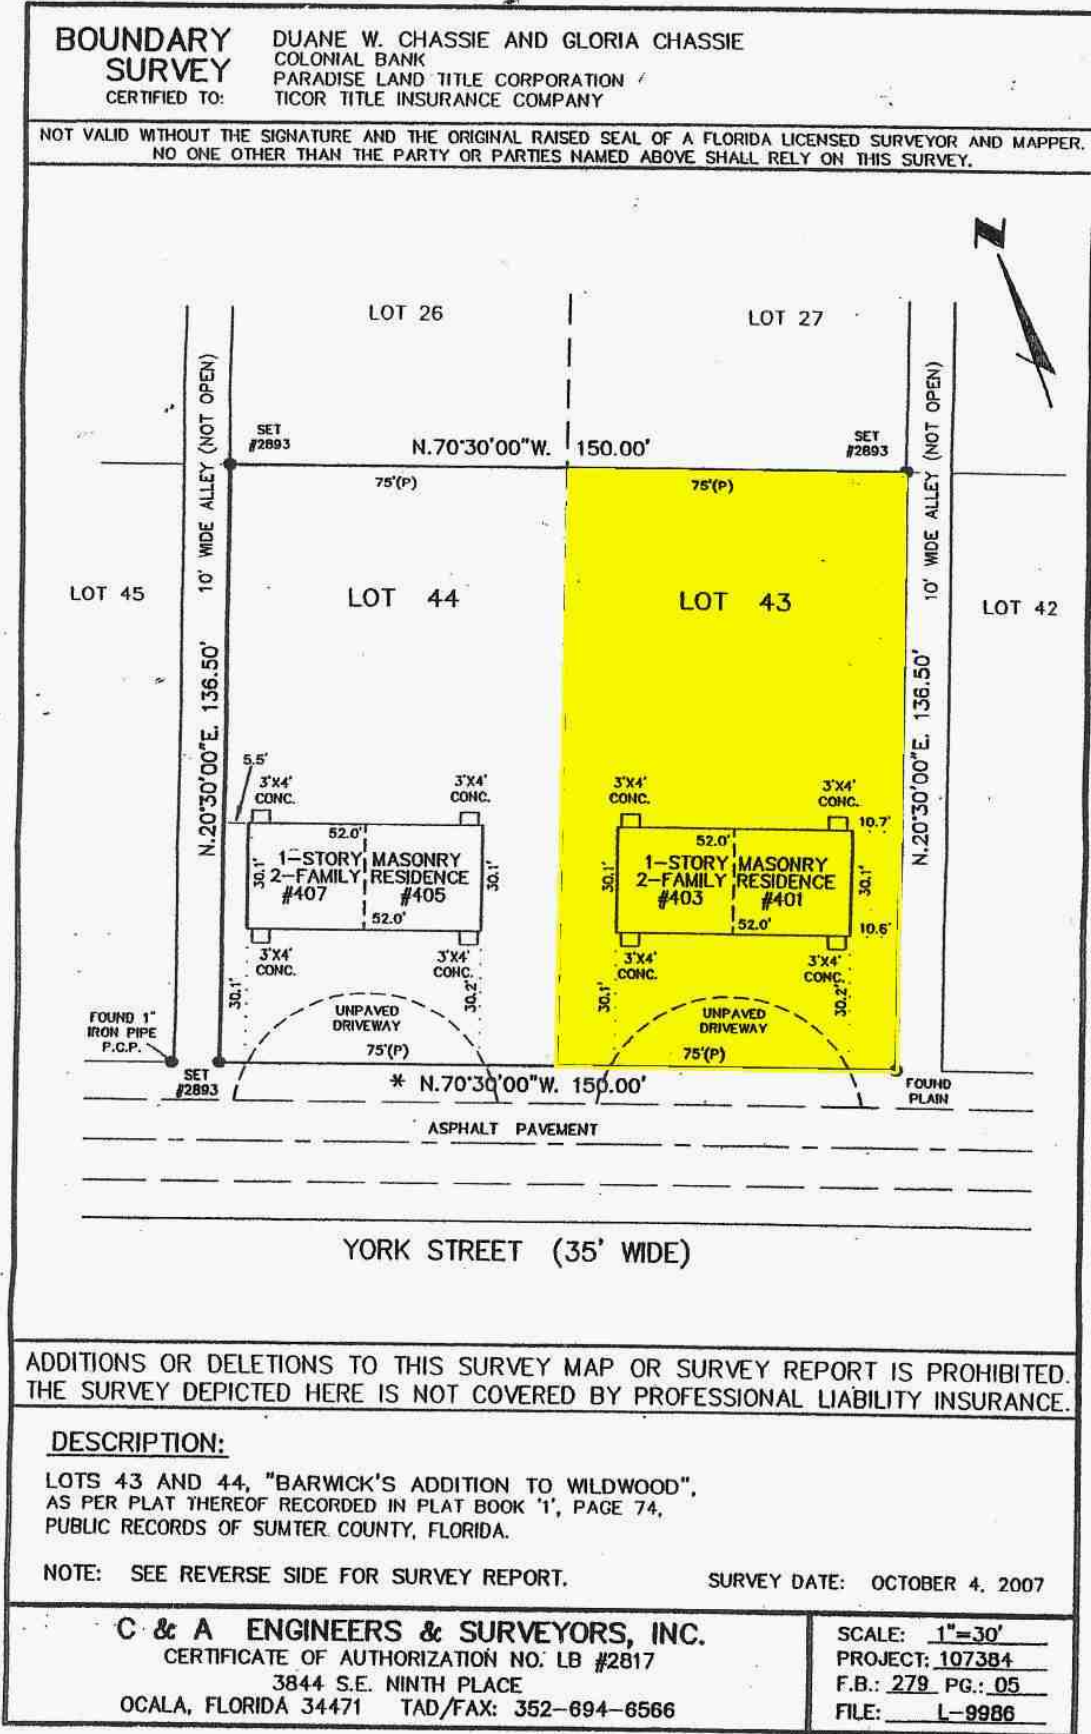 BOUNDARY SURVEY
CERTIFIED TO:
DUANE W. CHASSIE AND GLORIA CHASSIE
COLONIAL BANK
PARADISE LAND TITLE CORPORATION
TICOR TITLE INSURANCE COMPANY
NOT VALID WITHOUT THE SIGNATURE AND THE ORIGINAL RAISED SEAL OF A FLORIDA LICENSED SURVEYOR AND MAPPER.
NO ONE OTHER THAN THE PARTY OR PARTIES NAMED ABOVE SHALL RELY ON THIS SURVEY.
N
LOT 26
LOT 27
10' WIDE ALLEY (NOT OPEN)
10' WIDE ALLEY (NOT OPEN)
SET
#2893
N.70°30'00"W. 150.00'
SET
#2893
75'(P)
75'(P)
LOT 45
LOT 44
LOT 43
LOT 42
N.20°30'00"E. 136.50'
N.20°30'00"E. 136.50'
5.5'
3'X4'
CONC.
3'X4'
CONC.
3'X4'
CONC.
3'X4'
CONC.
10.7'
52.0'
1-STORY MASONRY
2-FAMILY RESIDENCE
#407 #405
52.0'
30.1'
30.1'
52.0'
1-STORY MASONRY
2-FAMILY RESIDENCE
#403 #401
52.0'
30.1'
30.1'
10.6'
3'X4'
CONC.
3'X4'
CONC.
3'X4'
CONC.
3'X4'
CONC.
30.1'
30.2'
30.1'
30.2'
UNPAVED
DRIVEWAY
UNPAVED
DRIVEWAY
FOUND 1"
IRON PIPE
P.C.P.
75'(P)
75'(P)
SET
#2893
* N.70°30'00"W. 150.00'
FOUND
PLAIN
ASPHALT PAVEMENT
YORK STREET (35' WIDE)
ADDITIONS OR DELETIONS TO THIS SURVEY MAP OR SURVEY REPORT IS PROHIBITED.
THE SURVEY DEPICTED HERE IS NOT COVERED BY PROFESSIONAL LIABILITY INSURANCE.
DESCRIPTION:
LOTS 43 AND 44, "BARWICK'S ADDITION TO WILDWOOD",
AS PER PLAT THEREOF RECORDED IN PLAT BOOK '1', PAGE 74,
PUBLIC RECORDS OF SUMTER COUNTY, FLORIDA.
NOTE: SEE REVERSE SIDE FOR SURVEY REPORT.
SURVEY DATE: OCTOBER 4, 2007
C & A ENGINEERS & SURVEYORS, INC.
CERTIFICATE OF AUTHORIZATION NO. LB #2817
3844 S.E. NINTH PLACE
OCALA, FLORIDA 34471 TAD/FAX: 352-694-6566
SCALE: 1"=30'
PROJECT: 107384
F.B.: 279 PG.: 05
FILE: L-9986